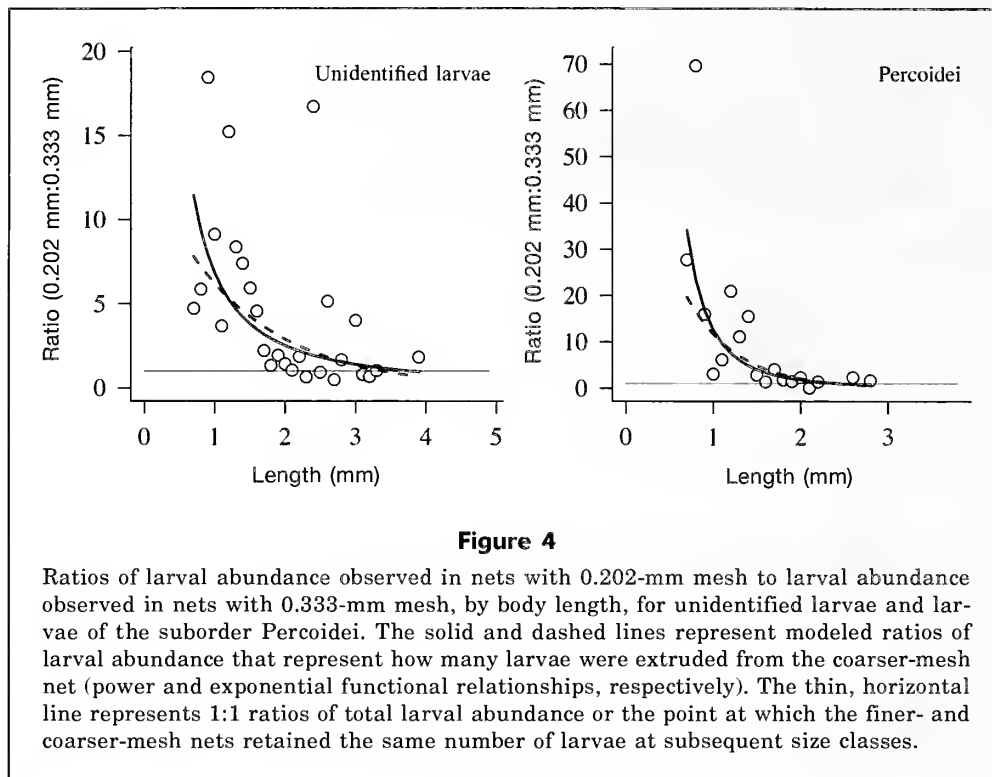 Unidentified larvae
Percoidei
Ratio (0.202 mm:0.333 mm)
20
15
10
5
0
0 1 2 3 4 5
Length (mm)
Ratio (0.202 mm:0.333 mm)
70
60
50
40
30
20
10
0
0 1 2 3
Length (mm)
Figure 4
Ratios of larval abundance observed in nets with 0.202-mm mesh to larval abundance
observed in nets with 0.333-mm mesh, by body length, for unidentified larvae and lar-
vae of the suborder Percoidei. The solid and dashed lines represent modeled ratios of
larval abundance that represent how many larvae were extruded from the coarser-mesh
net (power and exponential functional relationships, respectively). The thin, horizontal
line represents 1:1 ratios of total larval abundance or the point at which the finer- and
coarser-mesh nets retained the same number of larvae at subsequent size classes.